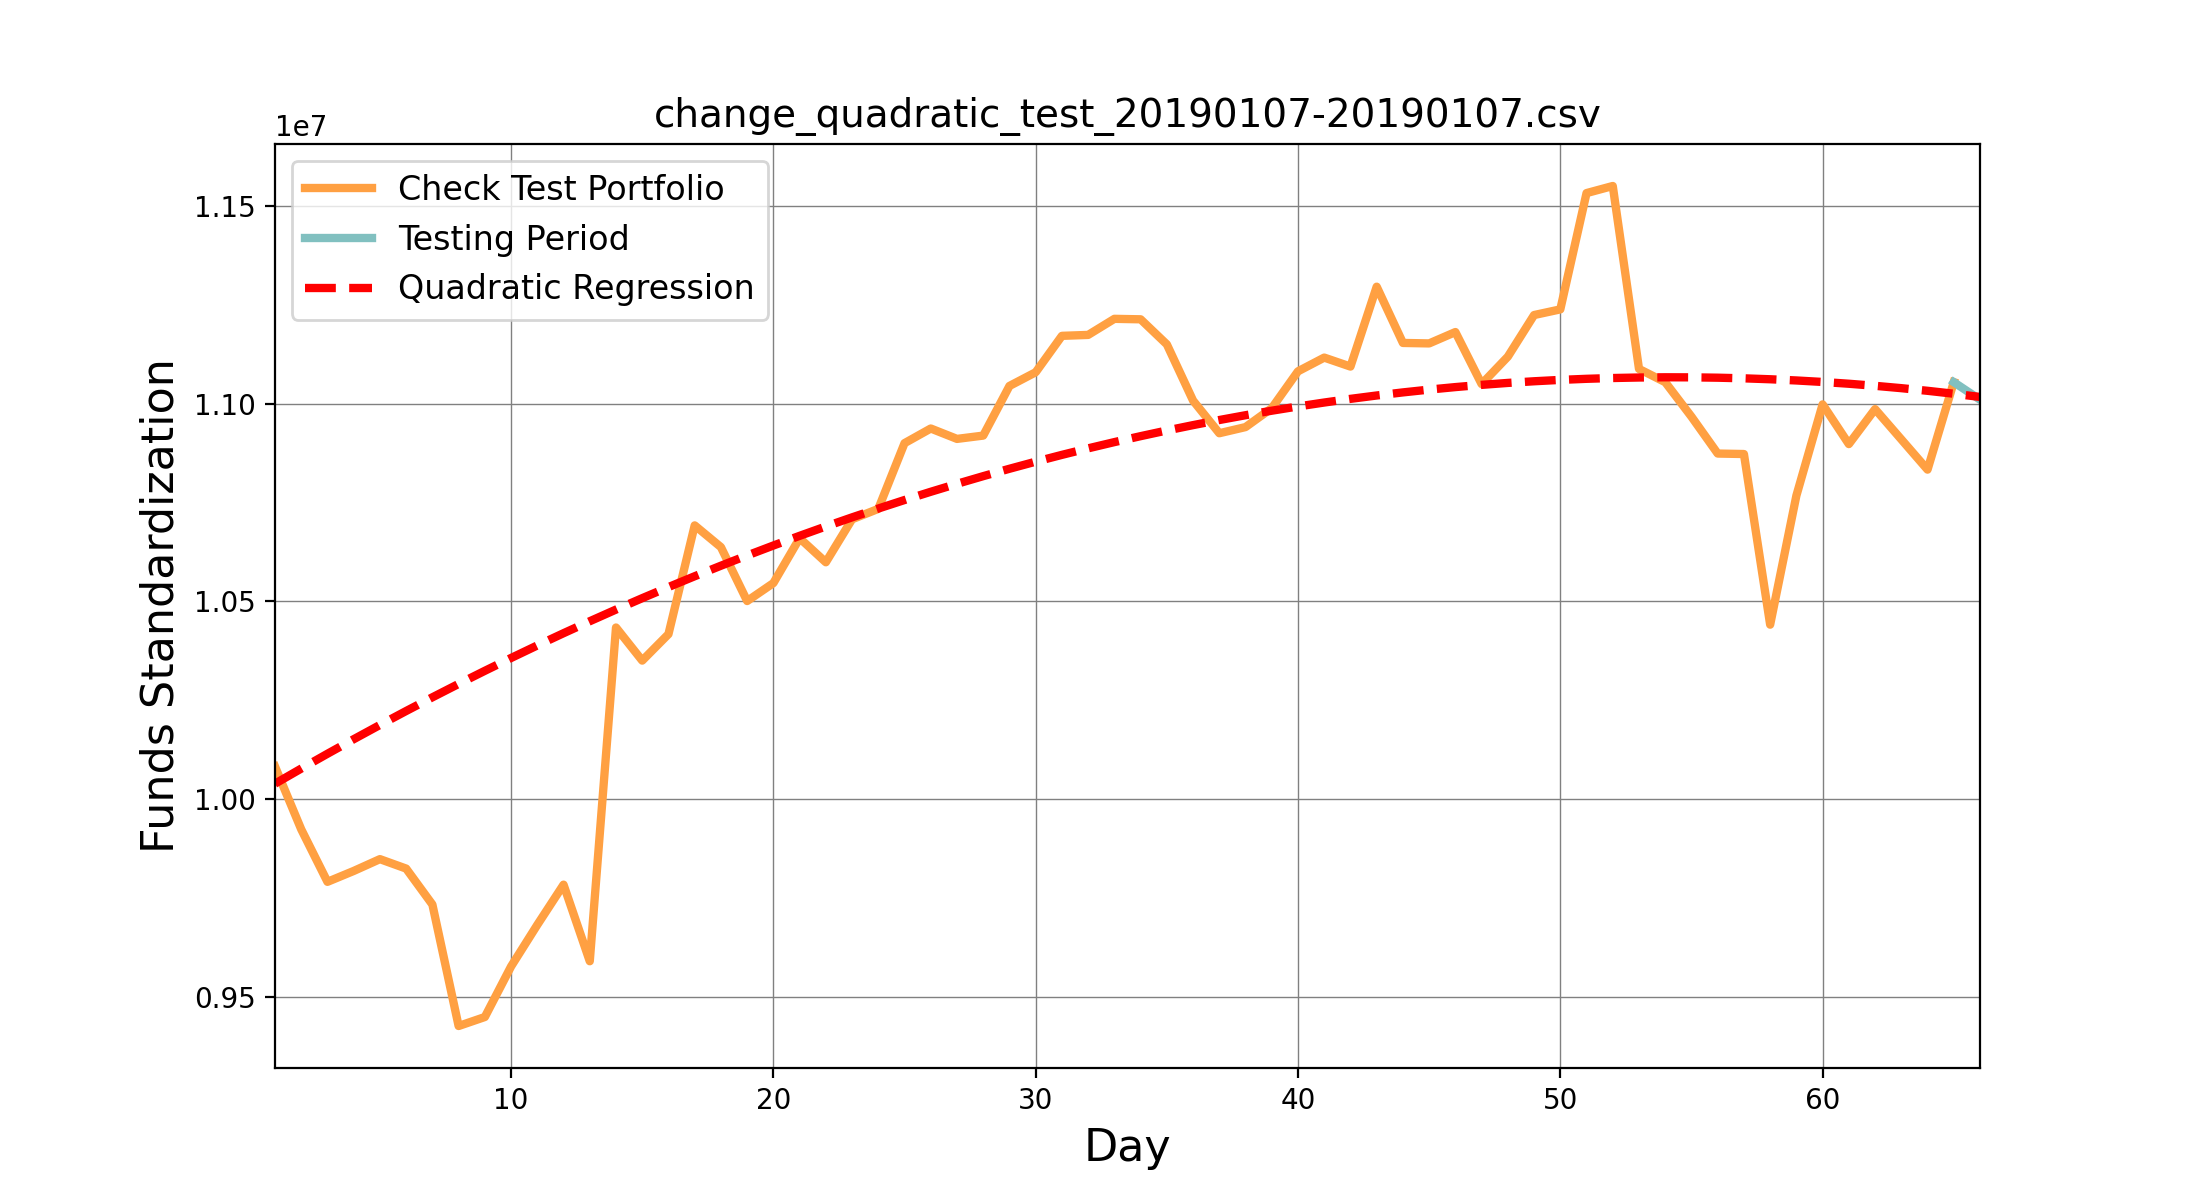 change_quadratic_test_20190107-20190107.csv
1e7
Check Test Portfolio
Testing Period
Quadratic Regression
1.15
1.10
1.05
1.00
0.95
Funds Standardization
10 20 30 40 50 60
Day